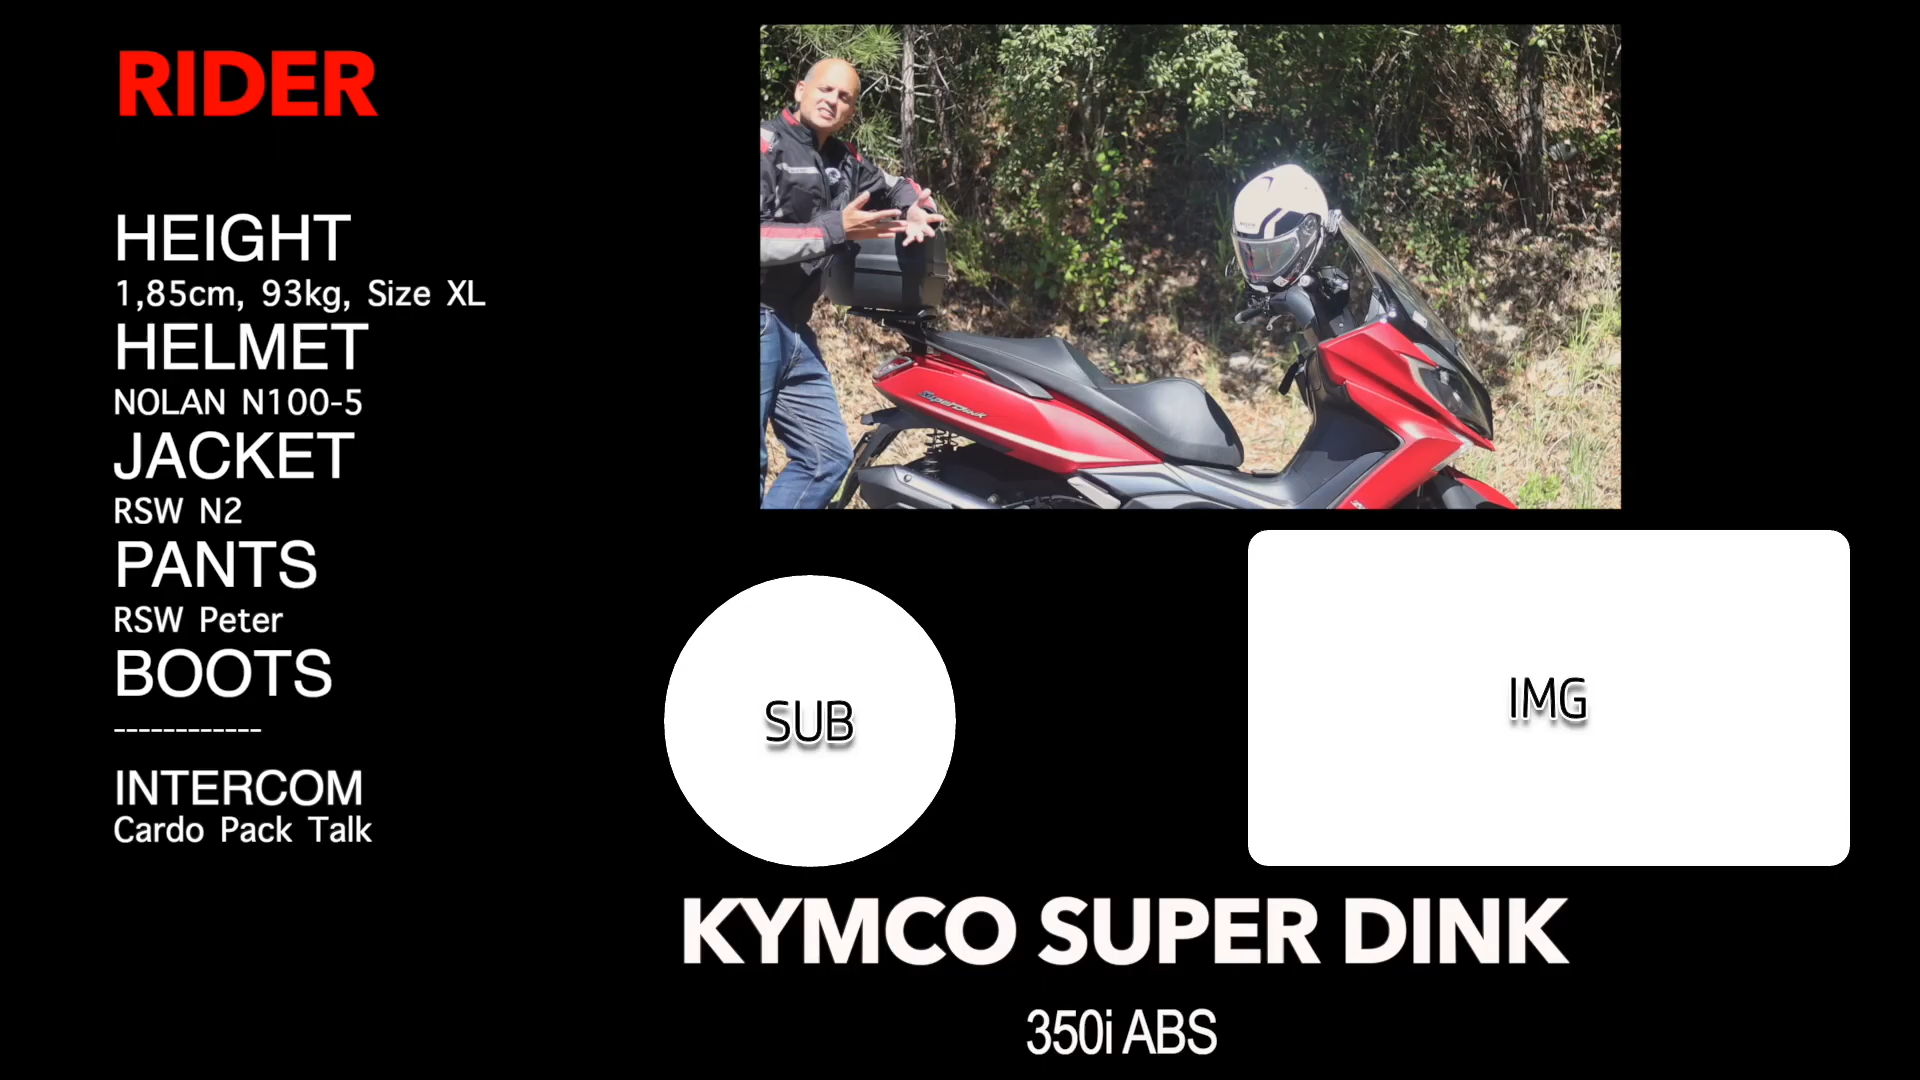 RIDER
HEIGHT
1,85cm, 93kg, Size XL
HELMET
NOLAN N100-5
JACKET
RSW N2
PANTS
RSW Peter
BOOTS
------------
INTERCOM
Cardo Pack Talk
SuperDink
SUB
IMG
KYMCO SUPER DINK
350i ABS